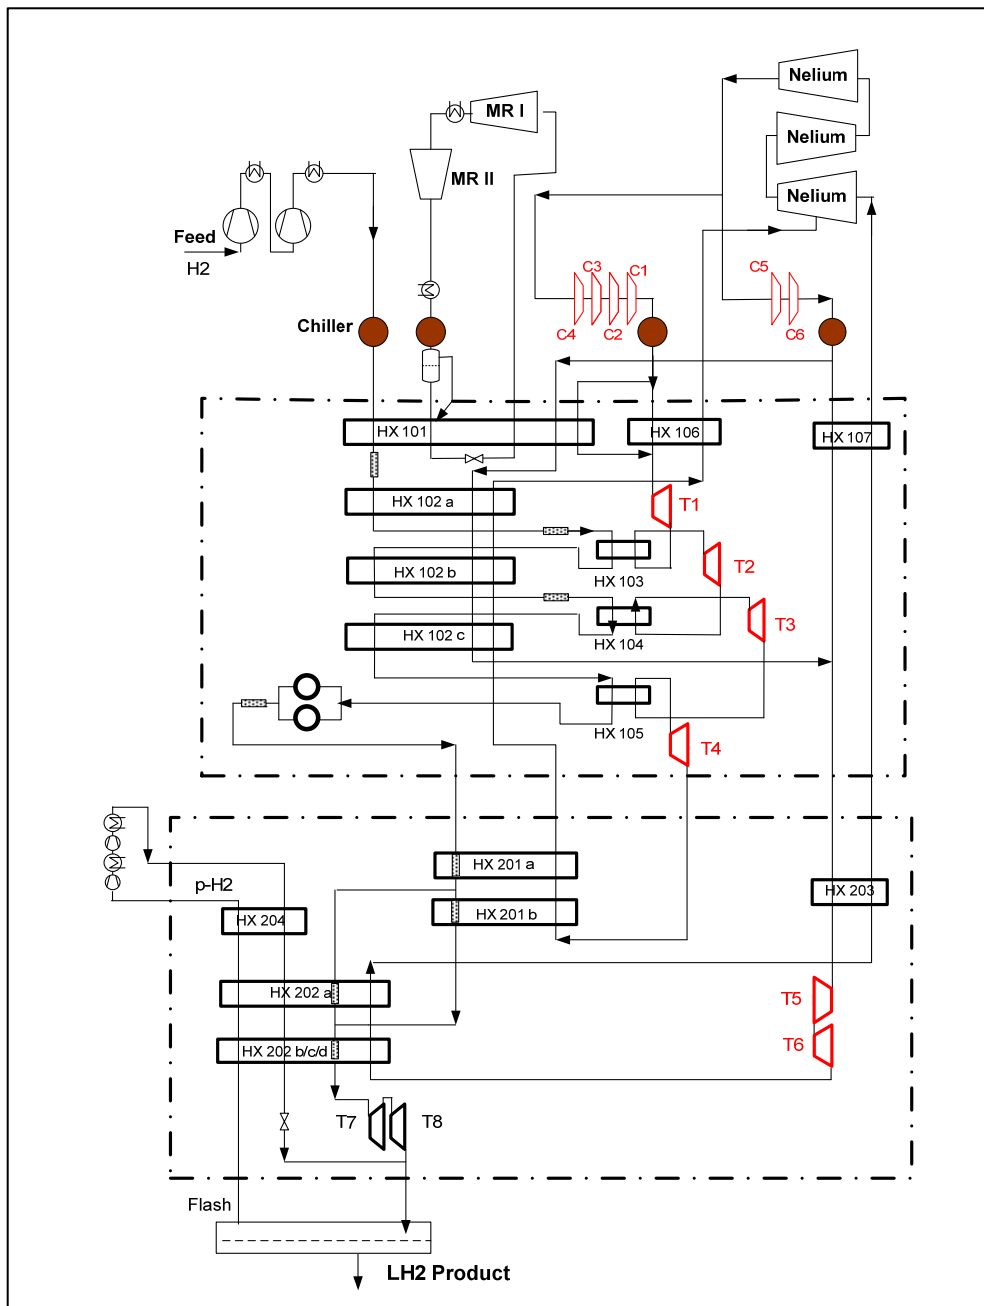 Nelium
MR I
Nelium
MR II
Nelium
Feed
H2
C3
C1
C5
C4
C2
C6
Chiller
HX 101
HX 106
HX 107
HX 102 a
T1
HX 102 b
HX 103
T2
HX 102 c
HX 104
T3
HX 105
T4
HX 201 a
p-H2
HX 203
HX 204
HX 201 b
HX 202 a
T5
HX 202 b/c/d
T6
T7
T8
Flash
LH2 Product